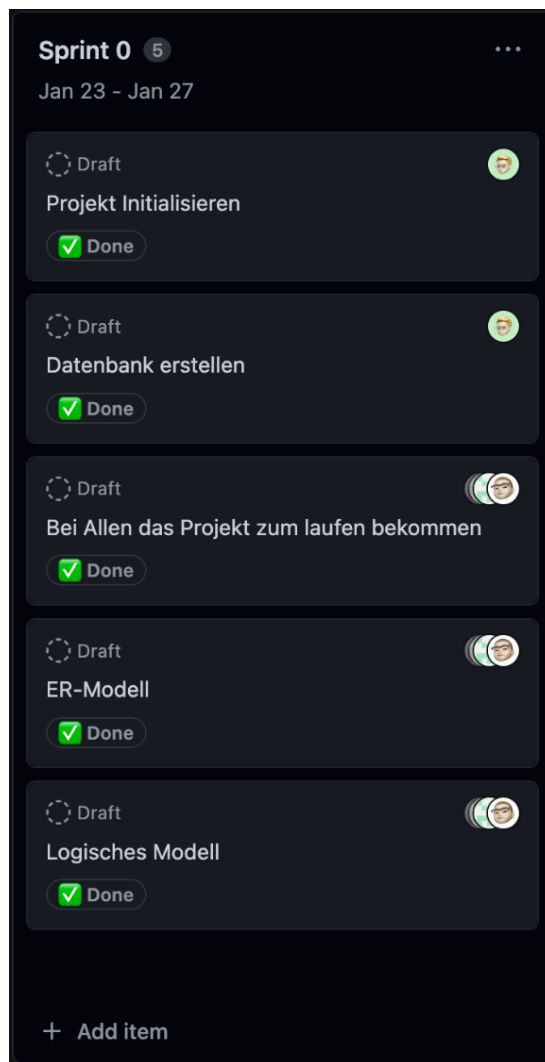 Sprint 0 5 ...
Jan 23 - Jan 27
Draft
Projekt Initialisieren
✅ Done
Draft
Datenbank erstellen
✅ Done
Draft
Bei Allen das Projekt zum laufen bekommen
✅ Done
Draft
ER-Modell
✅ Done
Draft
Logisches Modell
✅ Done
+ Add item